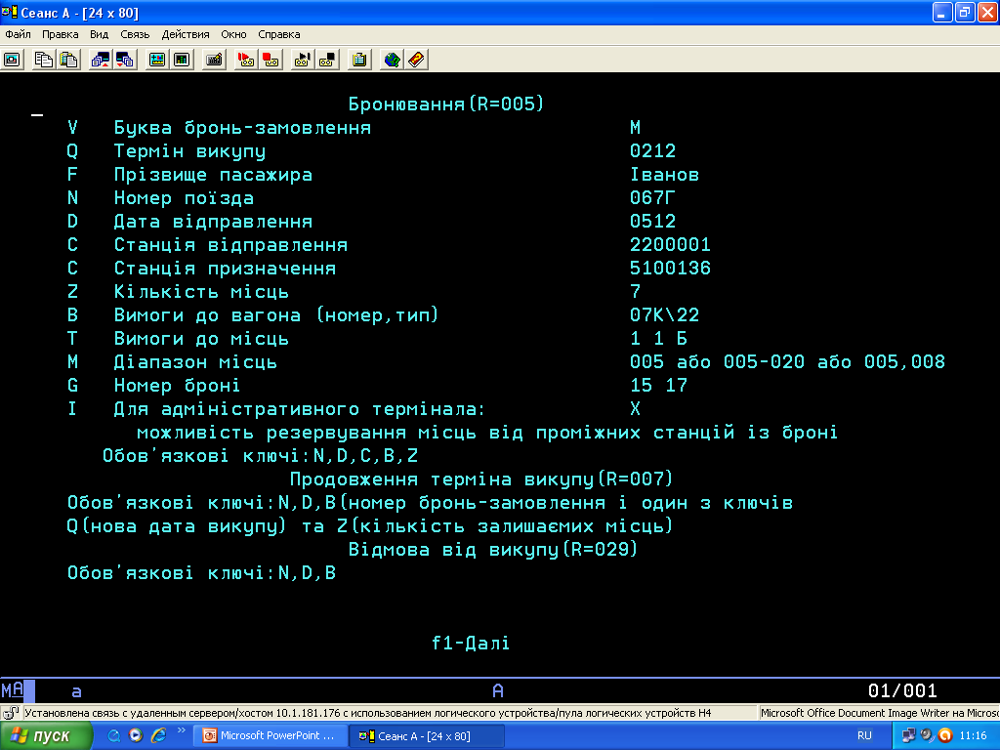 Сеанс A - [24 x 80]
Файл Правка Вид Связь Действия Окно Справка
Бронювання(R=005)
V Буква бронь-замовлення М
Q Термін викупу 0212
F Прізвище пасажира Іванов
N Номер поїзда 067Г
D Дата відправлення 0512
C Станція відправлення 2200001
C Станція призначення 5100136
Z Кількість місць 7
B Вимоги до вагона (номер,тип) 07К\22
T Вимоги до місць 1 1 Б
M Діапазон місць 005 або 005-020 або 005,008
G Номер броні 15 17
I Для адміністративного термінала: Х
можливість резервування місць від проміжних станцій із броні
Обов'язкові ключі:N,D,C,B,Z
Продовження терміна викупу(R=007)
Обов'язкові ключі:N,D,B(номер бронь-замовлення і один з ключів
Q(нова дата викупу) та Z(кількість залишаємих місць)
Відмова від викупу(R=029)
Обов'язкові ключі:N,D,B
f1-Далі
MA a A 01/001
Установлена связь с удаленным сервером/хостом 10.1.181.176 с использованием логического устройства/пула логических устройств H4 Microsoft Office Document Image Writer на Micros
пуск Microsoft PowerPoint ... Сеанс A - [24 x 80] RU 11:16